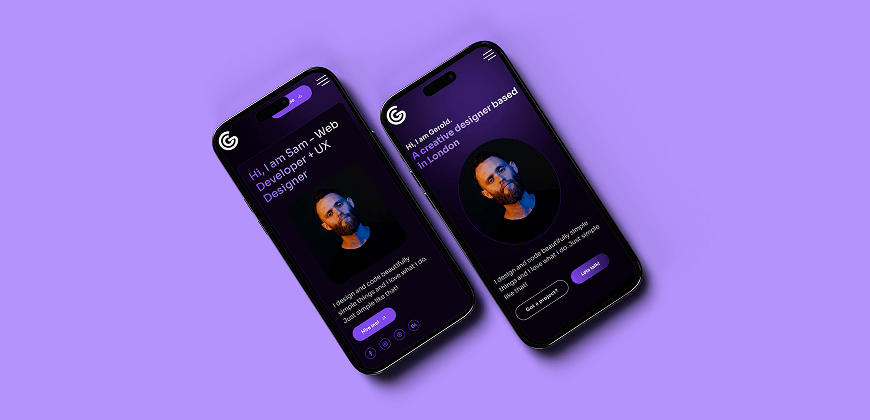 Hi, I am Sam - Web
Developer + UX
Designer
I design and code beautifully
simple things and I love what I do.
Just simple like that!
Hire me!
Hi, I am Gerold.
A creative designer based
in London
I design and code beautifully simple
things and I love what I do. Just simple
like that!
Got a project?
Let's talk!